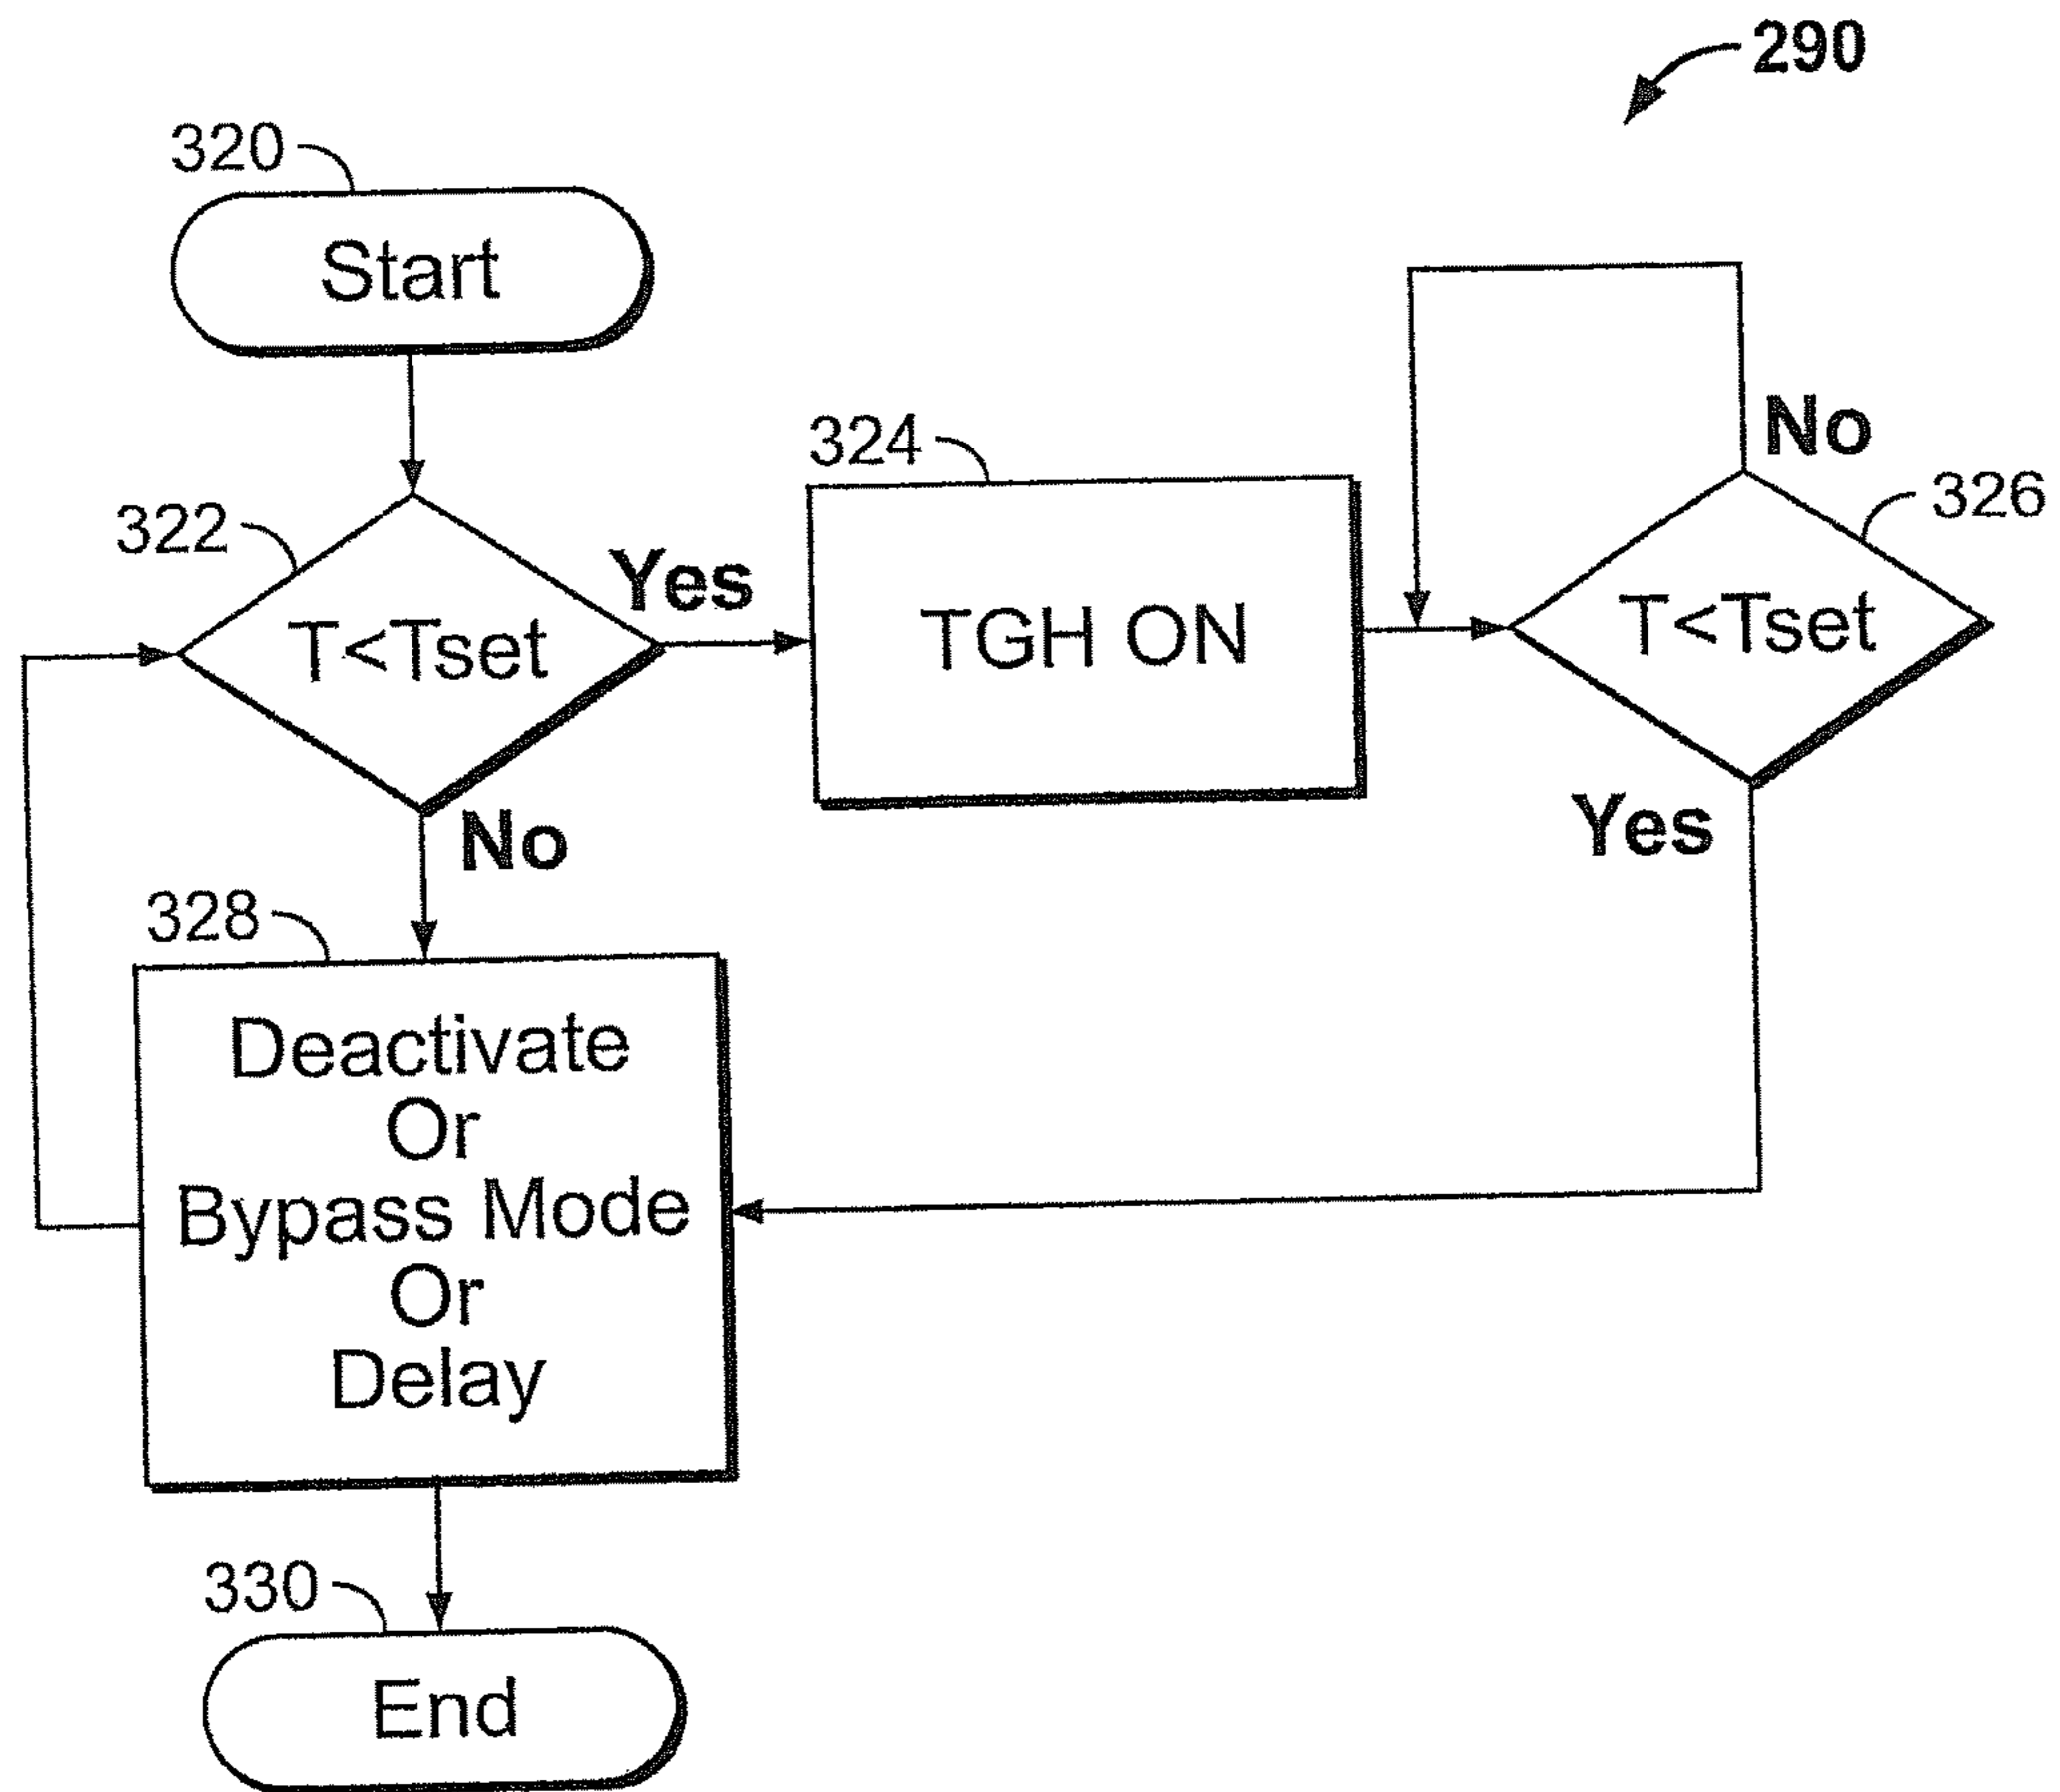 290
320
Start
322
T<Tset
Yes
No
324
TGH ON
No
326
T<Tset
Yes
328
Deactivate
Or
Bypass Mode
Or
Delay
330
End